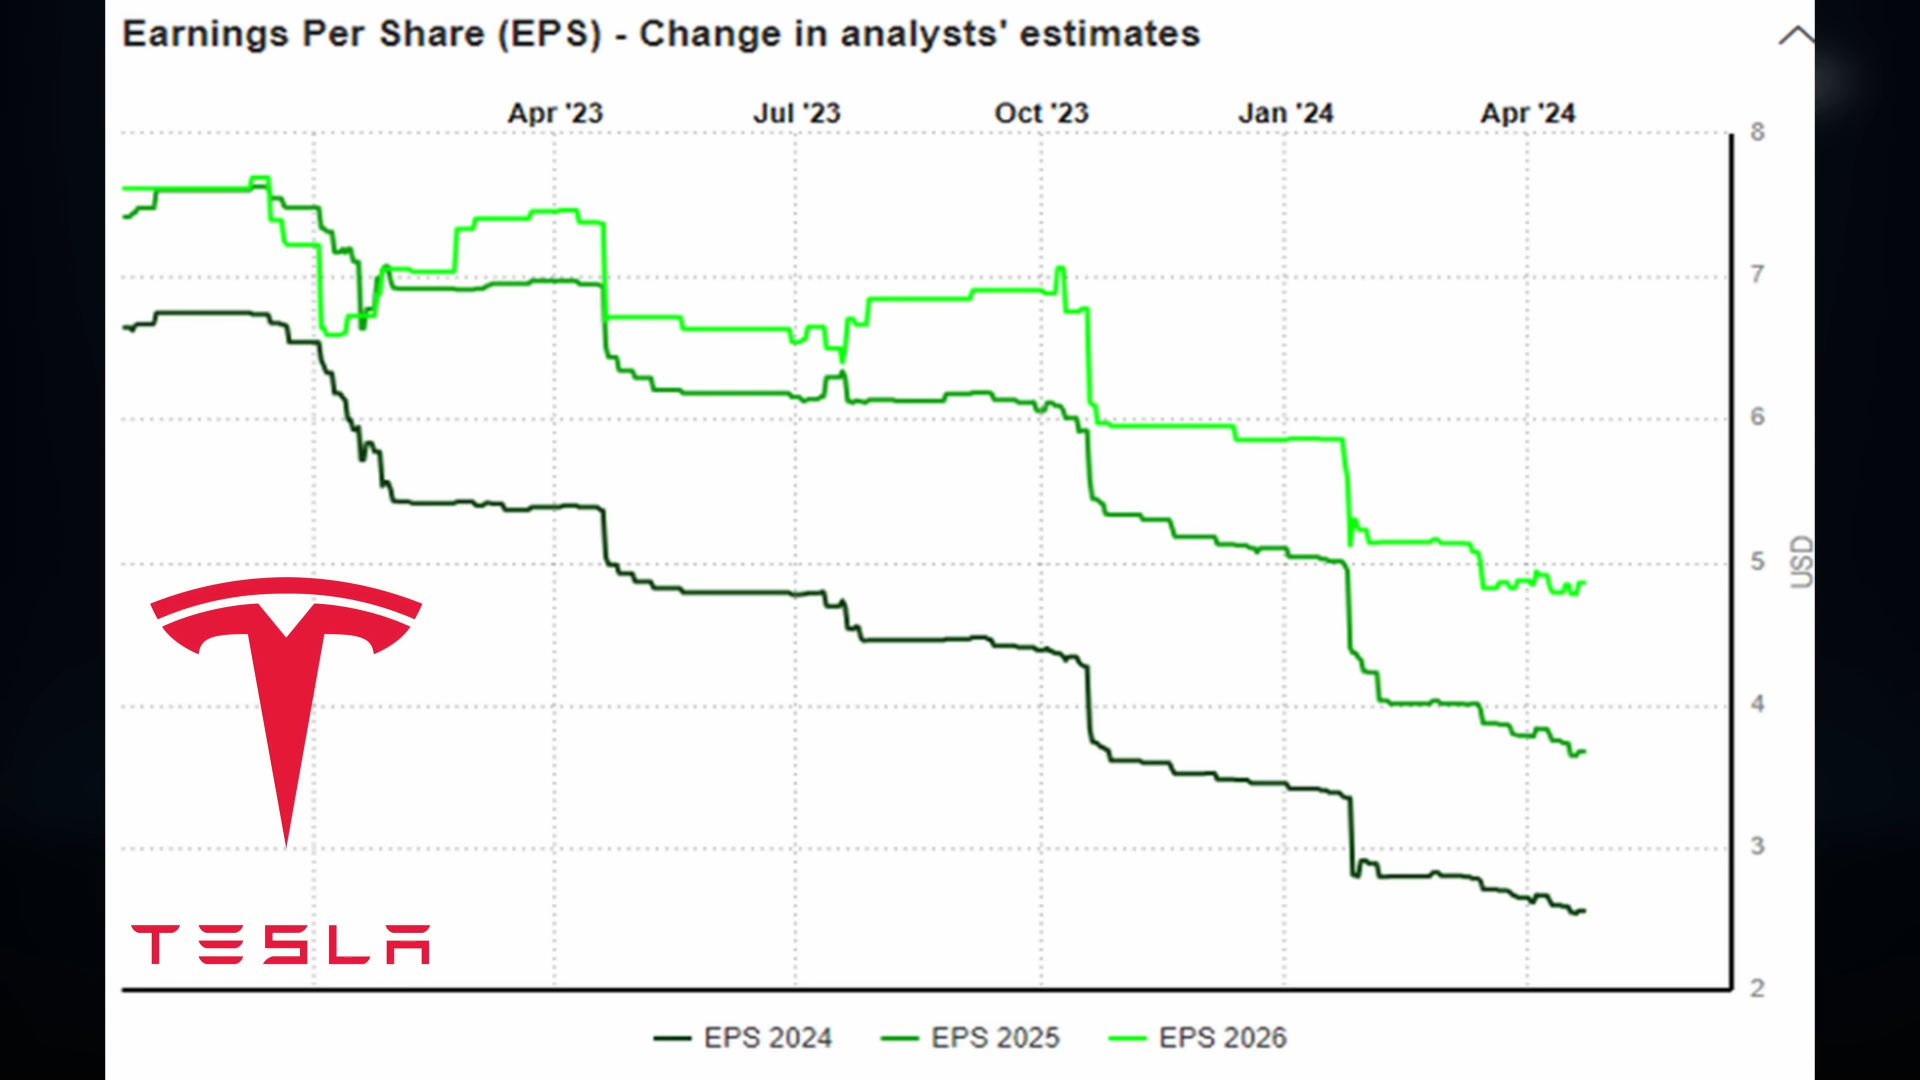 Earnings Per Share (EPS) - Change in analysts' estimates
Apr '23 Jul '23 Oct '23 Jan '24 Apr '24
8
7
6
5
USD
4
3
TESLA
2
EPS 2024 EPS 2025 EPS 2026